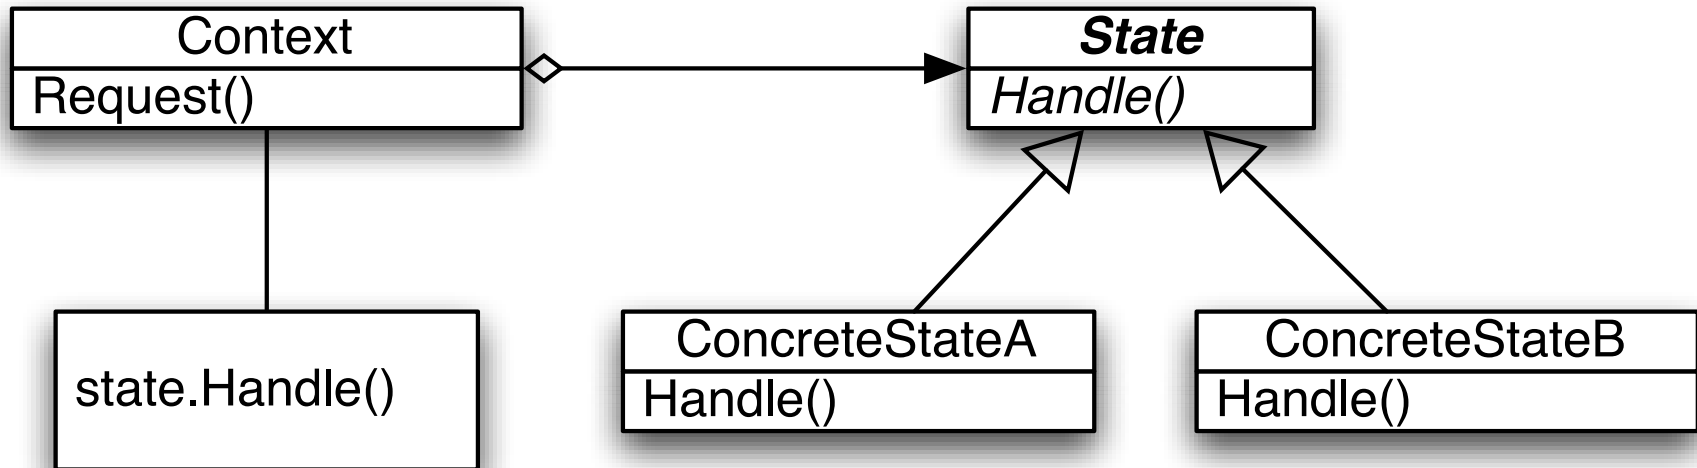 Context
Request()
State
Handle()
state.Handle()
ConcreteStateA
Handle()
ConcreteStateB
Handle()